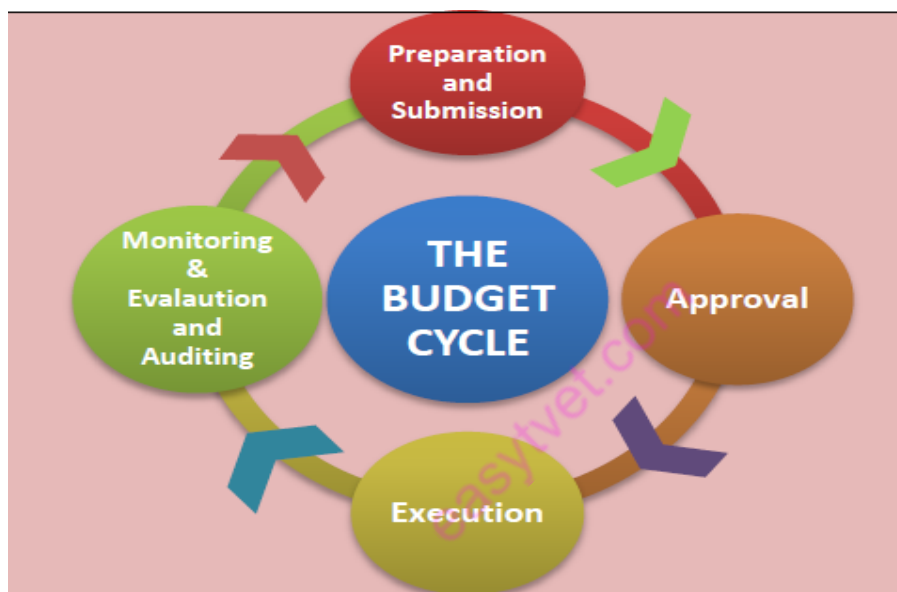 Preparation
and
Submission
Monitoring
&
Evalaution
and
Auditing
THE
BUDGET
CYCLE
Approval
Execution
easytvet.com